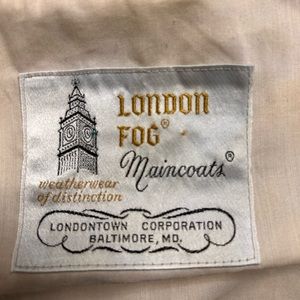 LONDON
FOG®
Maincoats®
weatherwear
of distinction
LONDONTOWN CORPORATION
BALTIMORE, MD.